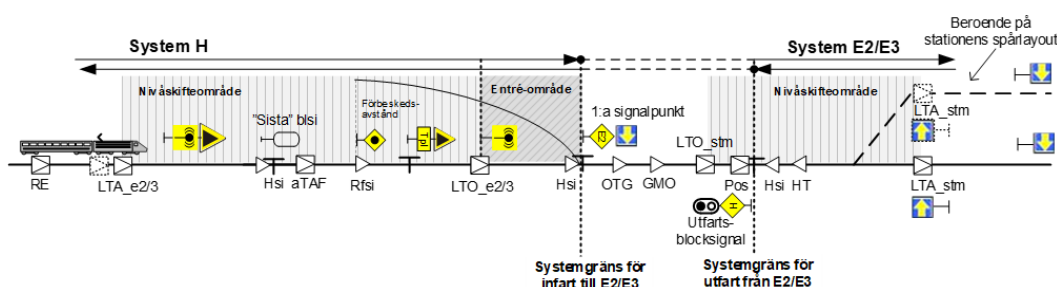 System H
System E2/E3
Beroende på
stationens spårlayout
Nivåskifteområde
"Sista" blsi
Förbeskeds-
avstånd
Tpl
Entré-område
1:a signalpunkt
E2
LTO_stm
Nivåskifteområde
LTA_stm
RE
LTA_e2/3
Hsi
aTAF
Rfsi
LTO_e2/3
Hsi
OTG
GMO
Pos
Hsi
HT
LTA_stm
H
Utfarts-
blocksignal
Systemgräns för
infart till E2/E3
Systemgräns för
utfart från E2/E3